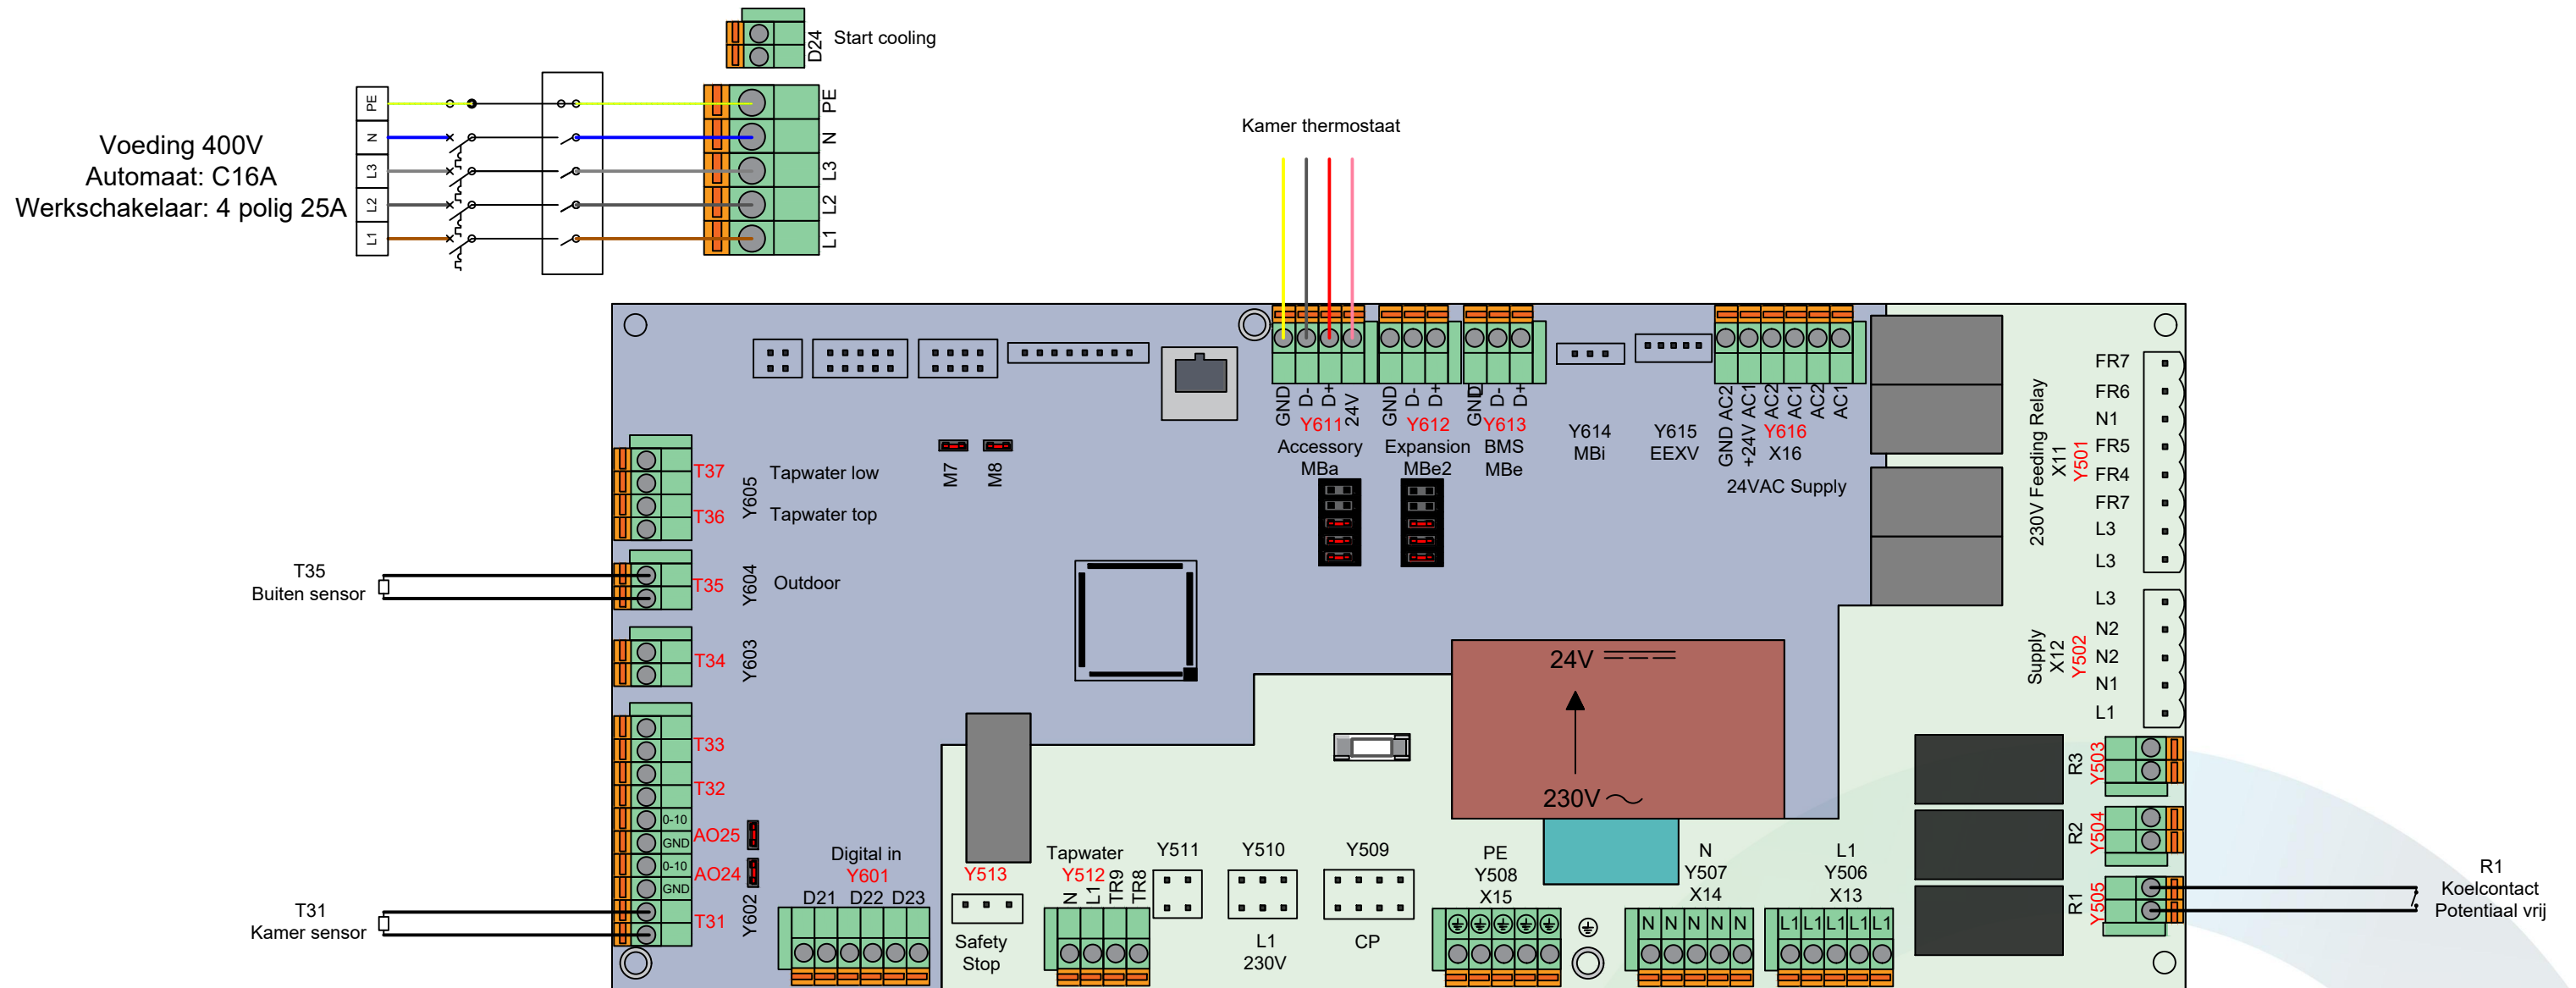 D24
Start cooling
Voeding 400V
Automaat: C16A
Werkschakelaar: 4 polig 25A
PE
N
L3
L2
L1
PE
N
L3
L2
L1
Kamer thermostaat
GND
D-
D+
24V
Y611
Accessory
MBa
GND
D-
D+
Y612
Expansion
MBe2
GND
D-
D+
Y613
BMS
MBe
Y614
MBi
Y615
EEXV
GND AC2
+24V AC1
AC2
AC1
AC2
AC1
Y616
X16
24VAC Supply
230V Feeding Relay
X11
Y501
FR7
FR6
N1
FR5
FR4
FR7
L3
L3
Supply
X12
Y502
L3
N2
N2
N1
L1
M7
M8
T37
T36
Y605
Tapwater low
Tapwater top
T35
Buiten sensor
T35
Y604
Outdoor
T34
Y603
T33
T32
0-10
GND
AO25
0-10
GND
AO24
T31
Y602
T31
Kamer sensor
24V
230V
Digital in
Y601
D21 D22 D23
Y513
Safety
Stop
Tapwater
Y512
N
L1
TR9
TR8
Y511
Y510
L1
230V
Y509
CP
PE
Y508
X15
N
Y507
X14
N N N N N
L1
Y506
X13
L1 L1 L1 L1 L1
R3
Y503
R2
Y504
R1
Y505
R1
Koelcontact
Potentiaal vrij